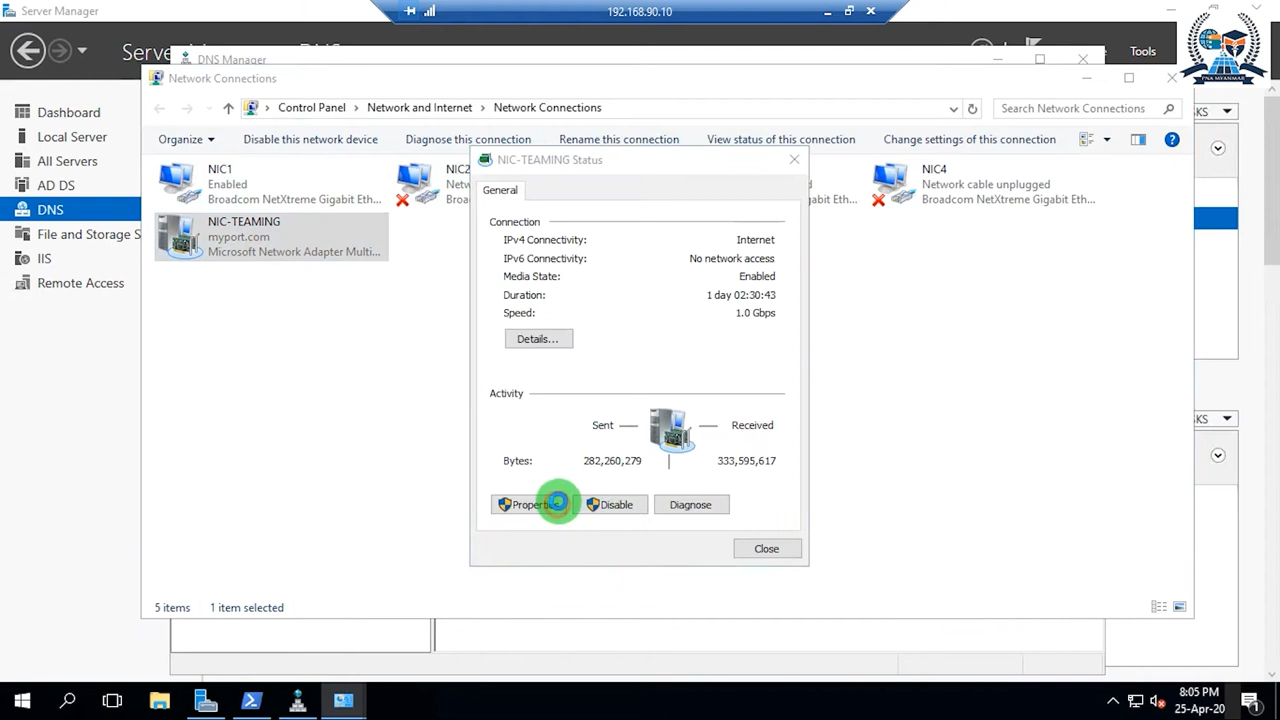 Server Manager
192.168.90.10
DNS Manager
Tools
PNA MYANMAR
Network Connections
Control Panel > Network and Internet > Network Connections
Search Network Connections
Organize
Disable this network device
Diagnose this connection
Rename this connection
View status of this connection
Change settings of this connection
Dashboard
Local Server
All Servers
AD DS
DNS
File and Storage S
IIS
Remote Access
NIC1
Enabled
Broadcom NetXtreme Gigabit Eth...
NIC2
NIC4
Network cable unplugged
Broadcom NetXtreme Gigabit Eth...
NIC-TEAMING
myport.com
Microsoft Network Adapter Multi...
NIC-TEAMING Status
General
Connection
IPv4 Connectivity: Internet
IPv6 Connectivity: No network access
Media State: Enabled
Duration: 1 day 02:30:43
Speed: 1.0 Gbps
Details...
Activity
Sent — — Received
Bytes: 282,260,279 | 333,595,617
Properties Disable Diagnose
Close
5 items 1 item selected
8:05 PM
25-Apr-20